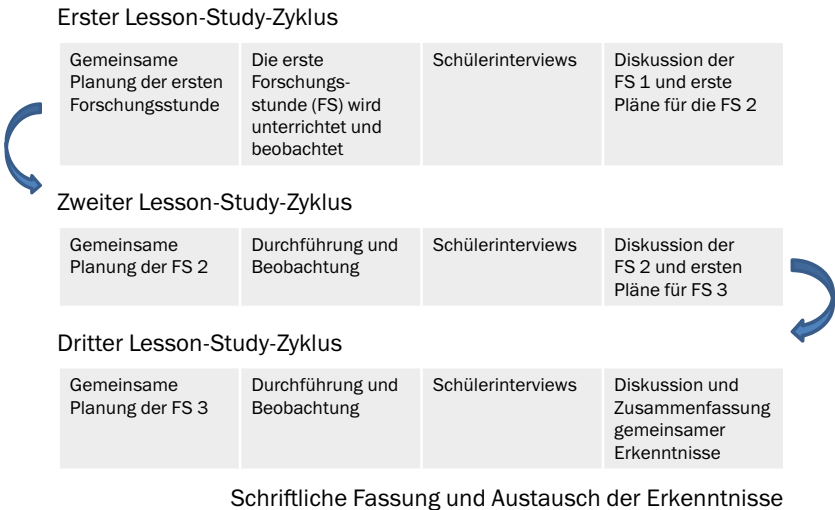 Erster Lesson-Study-Zyklus
Gemeinsame
Planung der ersten
Forschungsstunde
Die erste
Forschungs-
stunde (FS) wird
unterrichtet und
beobachtet
Schülerinterviews
Diskussion der
FS 1 und erste
Pläne für die FS 2
Zweiter Lesson-Study-Zyklus
Gemeinsame
Planung der FS 2
Durchführung und
Beobachtung
Schülerinterviews
Diskussion der
FS 2 und ersten
Pläne für FS 3
Dritter Lesson-Study-Zyklus
Gemeinsame
Planung der FS 3
Durchführung und
Beobachtung
Schülerinterviews
Diskussion und
Zusammenfassung
gemeinsamer
Erkenntnisse
Schriftliche Fassung und Austausch der Erkenntnisse